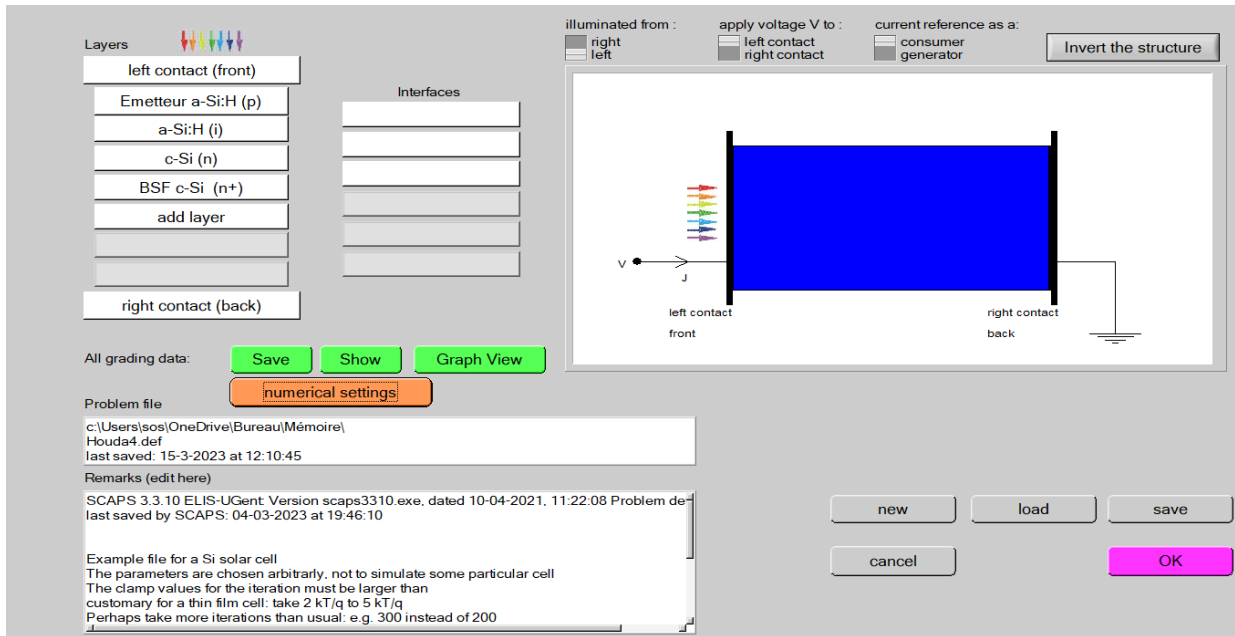 Layers
left contact (front)
Emetteur a-Si:H (p)
a-Si:H (i)
c-Si (n)
BSF c-Si  (n+)
add layer
right contact (back)
Interfaces
illuminated from :
right
left
apply voltage V to :
left contact
right contact
current reference as a:
consumer
generator
Invert the structure
V
J
left contact
front
right contact
back
All grading data:
Save
Show
Graph View
numerical settings
Problem file
c:\Users\sos\OneDrive\Bureau\Mémoire\
Houda4.def
last saved: 15-3-2023 at 12:10:45
Remarks (edit here)
SCAPS 3.3.10 ELIS-UGent: Version scaps3310.exe, dated 10-04-2021, 11:22:08 Problem de
last saved by SCAPS: 04-03-2023 at 19:46:10
Example file for a Si solar cell
The parameters are chosen arbitrarly, not to simulate some particular cell
The clamp values for the iteration must be larger than
customary for a thin film cell: take 2 kT/q to 5 kT/q
Perhaps take more iterations than usual: e.g. 300 instead of 200
new
load
save
cancel
OK